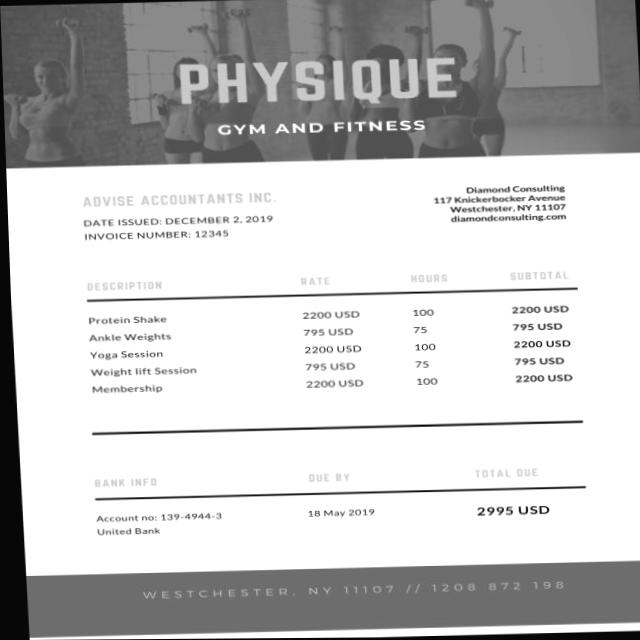 PHYSIQUE
GYM AND FITNESS
ADVISE ACCOUNTANTS INC.
DATE ISSUED: DECEMBER 2, 2019
INVOICE NUMBER: 12345
Diamond Consulting
117 Knickerbocker Avenue
Westchester, NY 11107
diamondconsulting.com
DESCRIPTION RATE HOURS SUBTOTAL
Protein Shake 2200 USD 100 2200 USD
Ankle Weights 795 USD 75 795 USD
Yoga Session 2200 USD 100 2200 USD
Weight lift Session 795 USD 75 795 USD
Membership 2200 USD 100 2200 USD
BANK INFO DUE BY TOTAL DUE
Account no: 139-4944-3 18 May 2019 2995 USD
United Bank
WESTCHESTER, NY 11107 // 1208 872 198